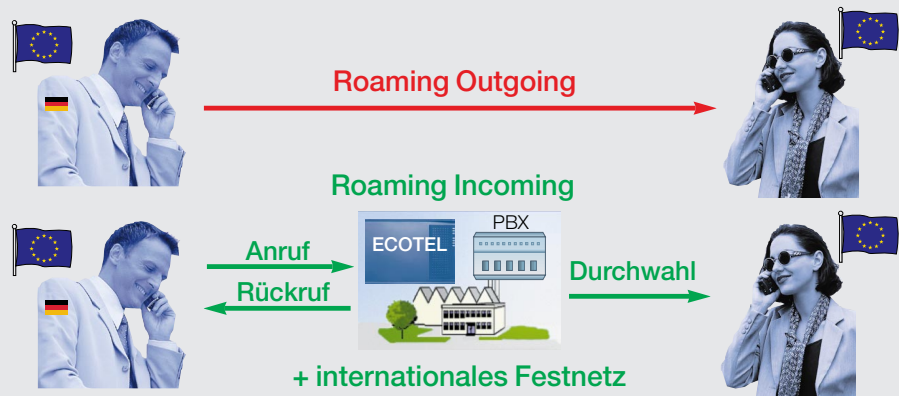 Roaming Outgoing
Roaming Incoming
ECOTEL
PBX
Anruf
Rückruf
Durchwahl
+ internationales Festnetz